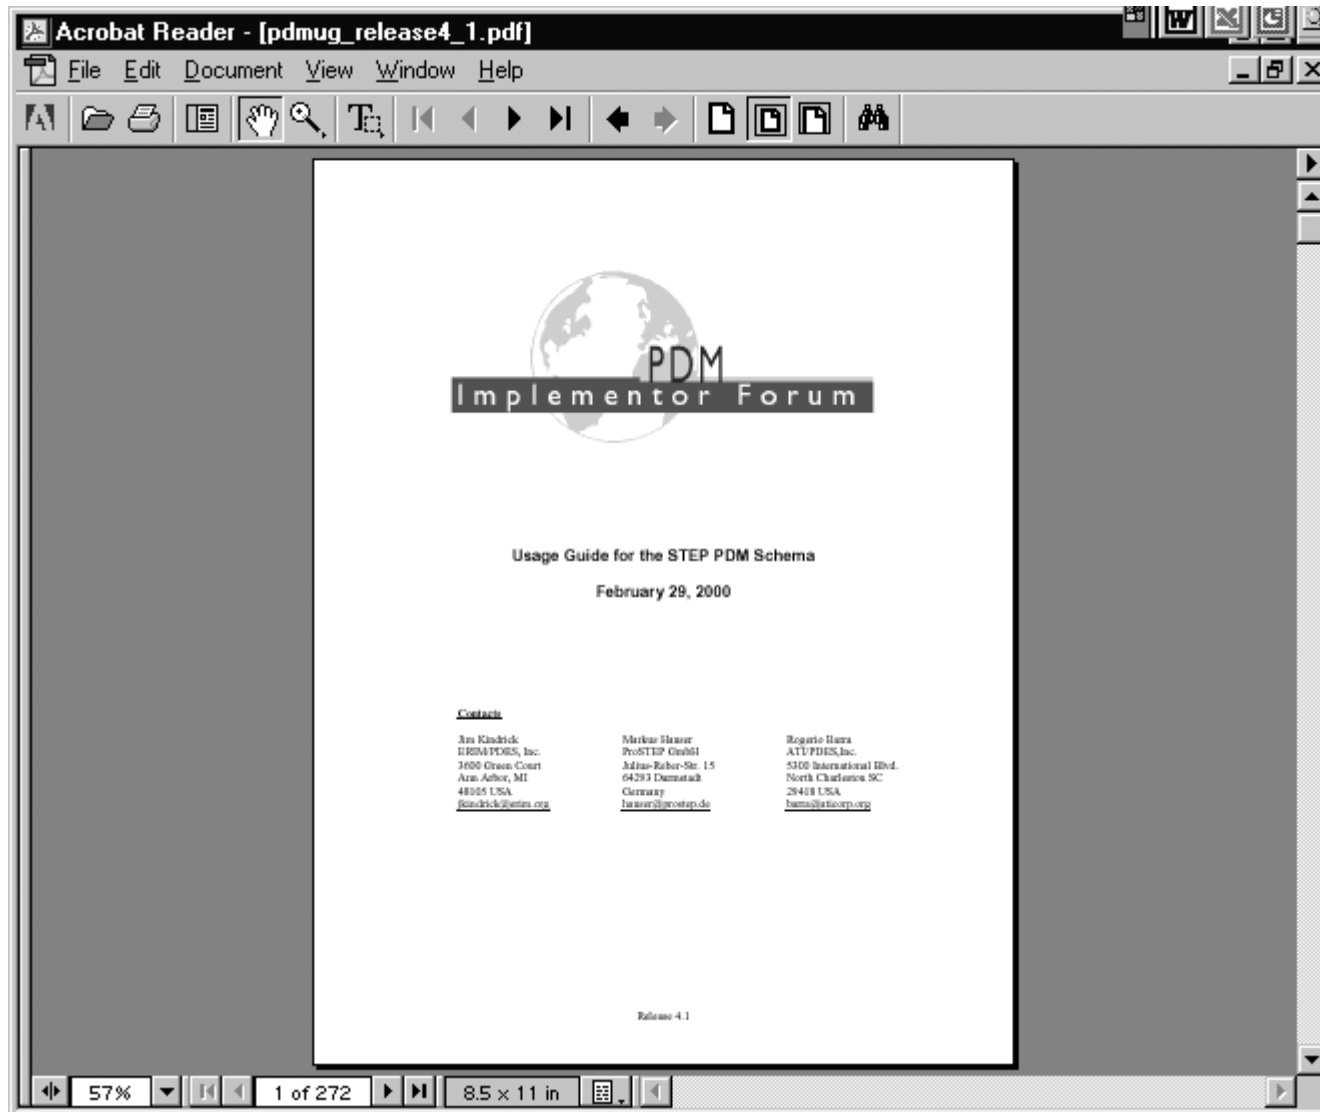 Acrobat Reader - [pdmug_release4_1.pdf]
File Edit Document View Window Help
PDM
Implementor Forum
Usage Guide for the STEP PDM Schema
February 29, 2000
Contacts
Jim Kindrick
ERIM/PDES, Inc.
3600 Green Court
Ann Arbor, MI
48105 USA
jkindrick@erim.org
Markus Hauser
ProSTEP GmbH
Julius-Reber-Str. 15
64293 Darmstadt
Germany
hauser@prostep.de
Rogerio Barra
ATI/PDES,Inc.
5300 International Blvd.
North Charleston SC
29418 USA
barra@aticorp.org
Release 4.1
57% 1 of 272 8.5 x 11 in